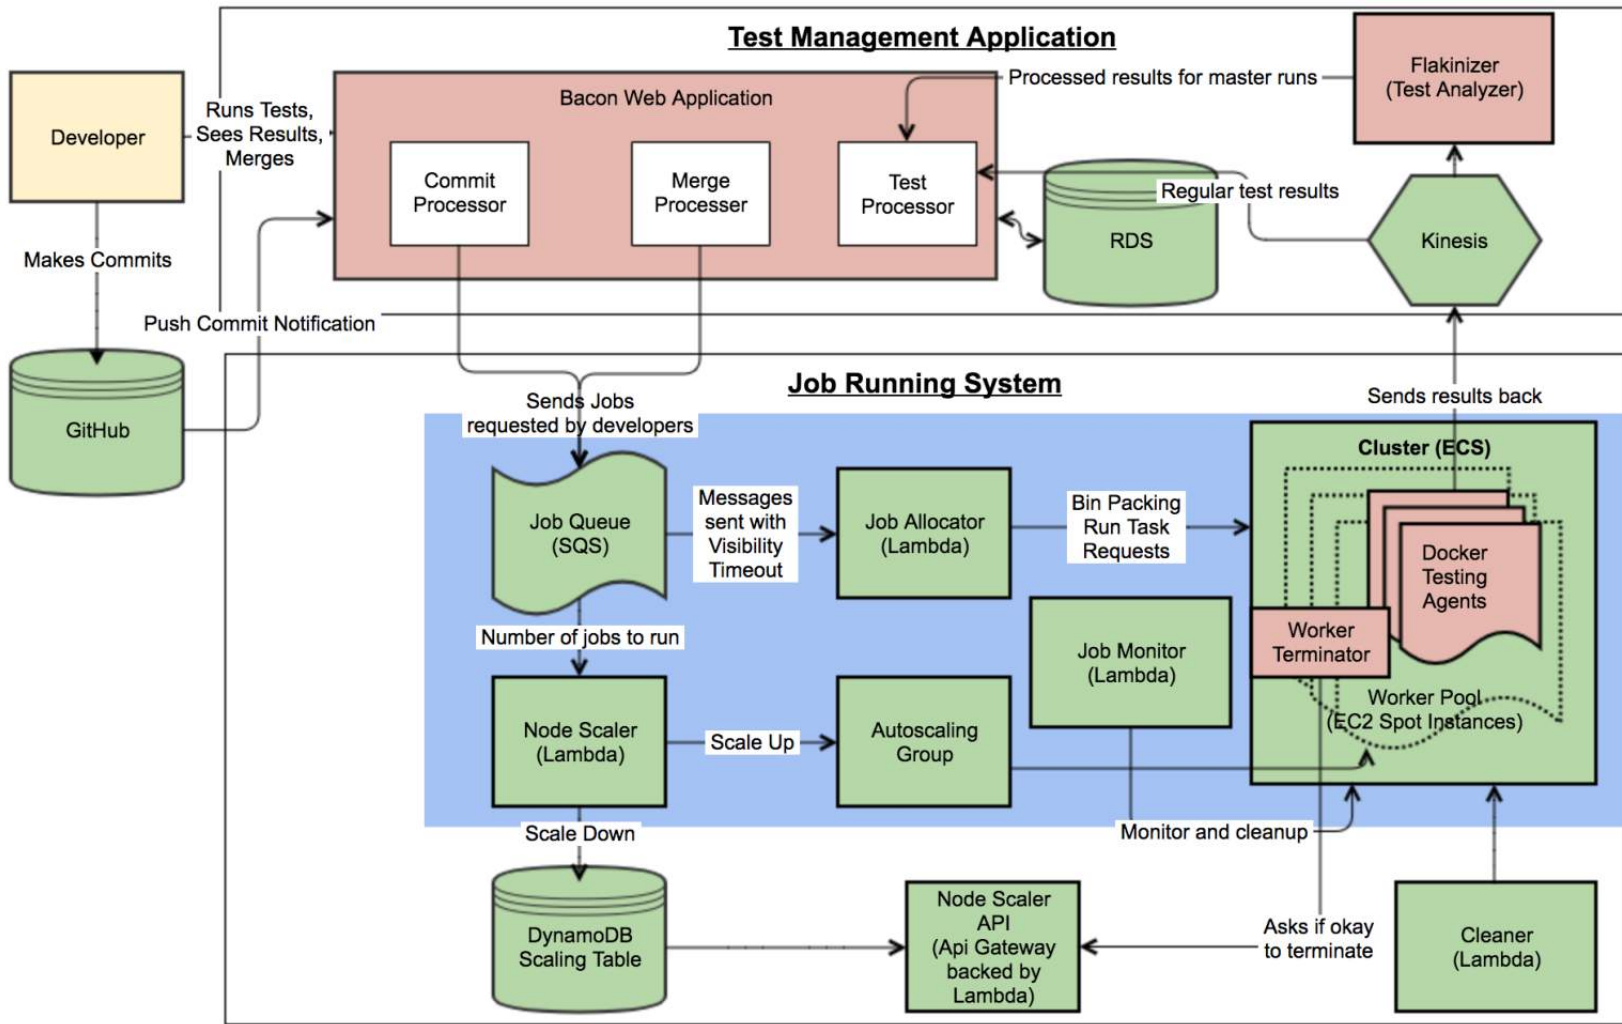 Test Management Application
Developer
Runs Tests,
Sees Results,
Merges
Bacon Web Application
Commit
Processor
Merge
Processer
Test
Processor
Processed results for master runs
Flakinizer
(Test Analyzer)
Regular test results
RDS
Kinesis
Makes Commits
Push Commit Notification
GitHub
Job Running System
Sends Jobs
requested by developers
Sends results back
Job Queue
(SQS)
Messages
sent with
Visibility
Timeout
Job Allocator
(Lambda)
Bin Packing
Run Task
Requests
Cluster (ECS)
Docker
Testing
Agents
Worker
Terminator
Worker Pool
(EC2 Spot Instances)
Number of jobs to run
Job Monitor
(Lambda)
Node Scaler
(Lambda)
Scale Up
Autoscaling
Group
Scale Down
Monitor and cleanup
DynamoDB
Scaling Table
Node Scaler
API
(Api Gateway
backed by
Lambda)
Asks if okay
to terminate
Cleaner
(Lambda)